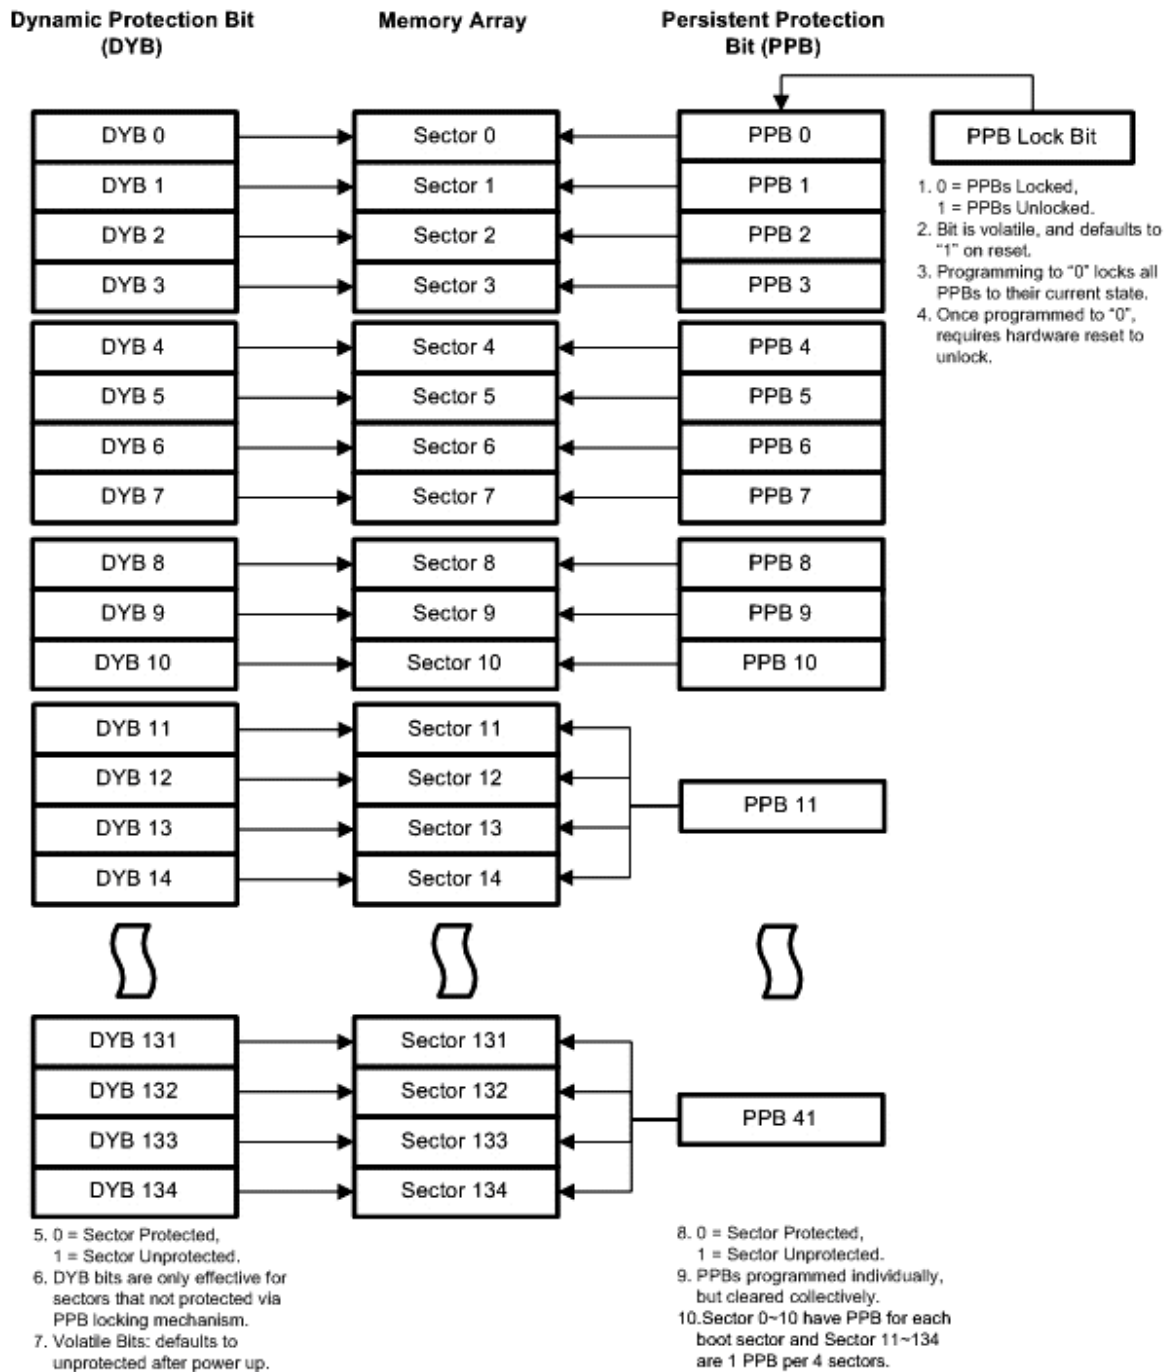 Dynamic Protection Bit
(DYB)
Memory Array
Persistent Protection
Bit (PPB)
DYB 0
Sector 0
PPB 0
PPB Lock Bit
DYB 1
Sector 1
PPB 1
DYB 2
Sector 2
PPB 2
DYB 3
Sector 3
PPB 3
1. 0 = PPBs Locked,
1 = PPBs Unlocked.
2. Bit is volatile, and defaults to
"1" on reset.
3. Programming to "0" locks all
PPBs to their current state.
4. Once programmed to "0",
requires hardware reset to
unlock.
DYB 4
Sector 4
PPB 4
DYB 5
Sector 5
PPB 5
DYB 6
Sector 6
PPB 6
DYB 7
Sector 7
PPB 7
DYB 8
Sector 8
PPB 8
DYB 9
Sector 9
PPB 9
DYB 10
Sector 10
PPB 10
DYB 11
Sector 11
DYB 12
Sector 12
PPB 11
DYB 13
Sector 13
DYB 14
Sector 14
DYB 131
Sector 131
DYB 132
Sector 132
PPB 41
DYB 133
Sector 133
DYB 134
Sector 134
5. 0 = Sector Protected,
1 = Sector Unprotected.
6. DYB bits are only effective for
sectors that not protected via
PPB locking mechanism.
7. Volatile Bits: defaults to
unprotected after power up.
8. 0 = Sector Protected,
1 = Sector Unprotected.
9. PPBs programmed individually,
but cleared collectively.
10.Sector 0~10 have PPB for each
boot sector and Sector 11~134
are 1 PPB per 4 sectors.